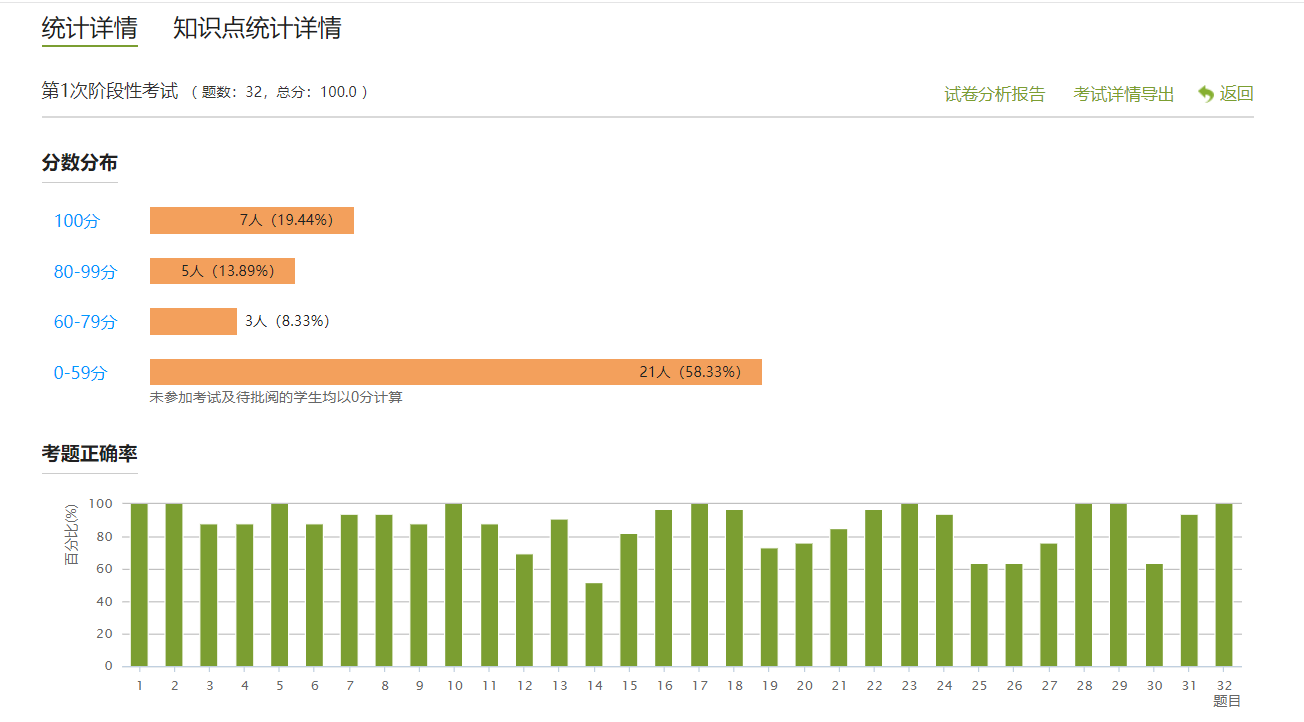 统计详情 知识点统计详情
第1次阶段性考试 （ 题数：32，总分：100.0 ） 试卷分析报告 考试详情导出 返回
分数分布
100分 7人（19.44%）
80-99分 5人（13.89%）
60-79分 3人（8.33%）
0-59分 21人（58.33%）
未参加考试及待批阅的学生均以0分计算
考题正确率
百分比(%)
100
80
60
40
20
0
1 2 3 4 5 6 7 8 9 10 11 12 13 14 15 16 17 18 19 20 21 22 23 24 25 26 27 28 29 30 31 32
题目